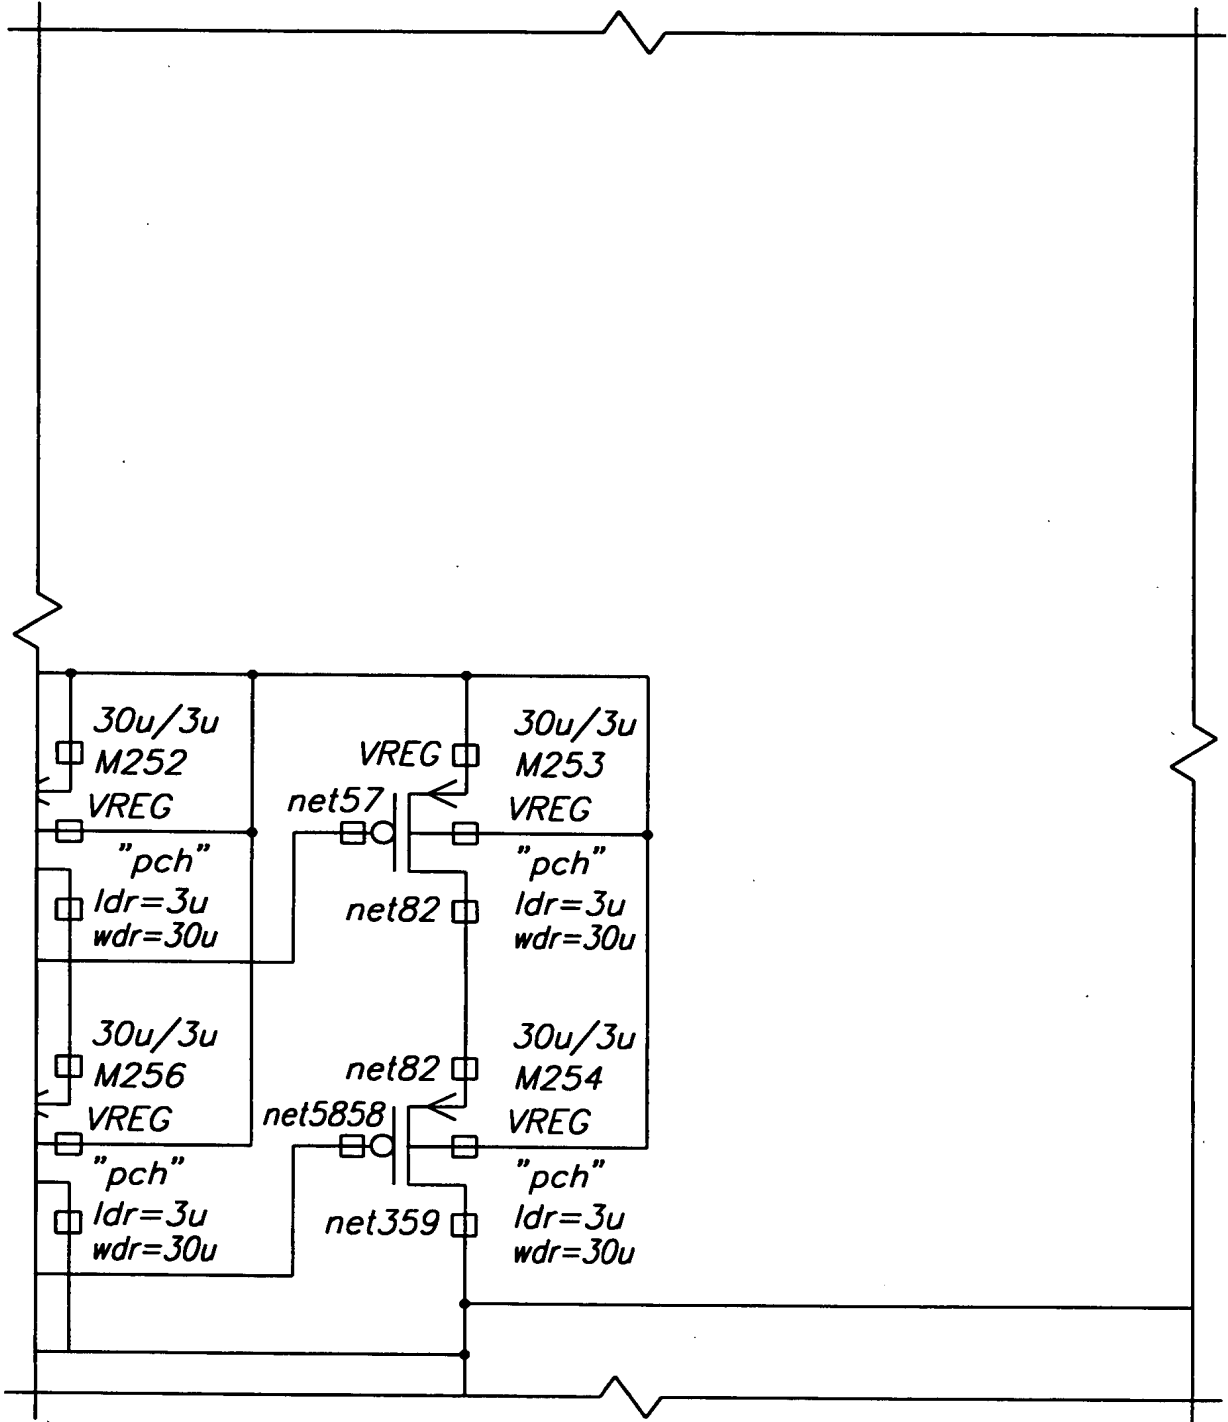 30u/3u
M252
VREG
"pch"
ldr=3u
wdr=30u
VREG
net57
net82
30u/3u
M253
VREG
"pch"
ldr=3u
wdr=30u
30u/3u
M256
VREG
"pch"
ldr=3u
wdr=30u
net82
net5858
net359
30u/3u
M254
VREG
"pch"
ldr=3u
wdr=30u